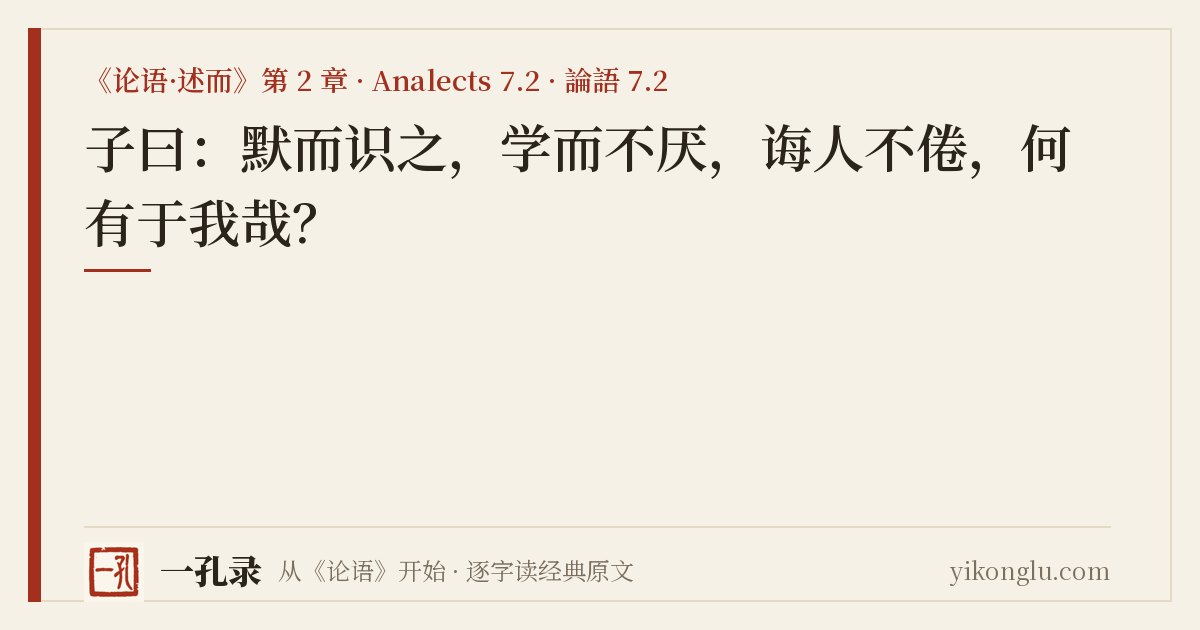 《论语·述而》第 2 章 · Analects 7.2 · 論語 7.2
子曰：默而识之，学而不厌，诲人不倦，何
有于我哉？
一孔
一孔录 从《论语》开始 · 逐字读经典原文 yikonglu.com